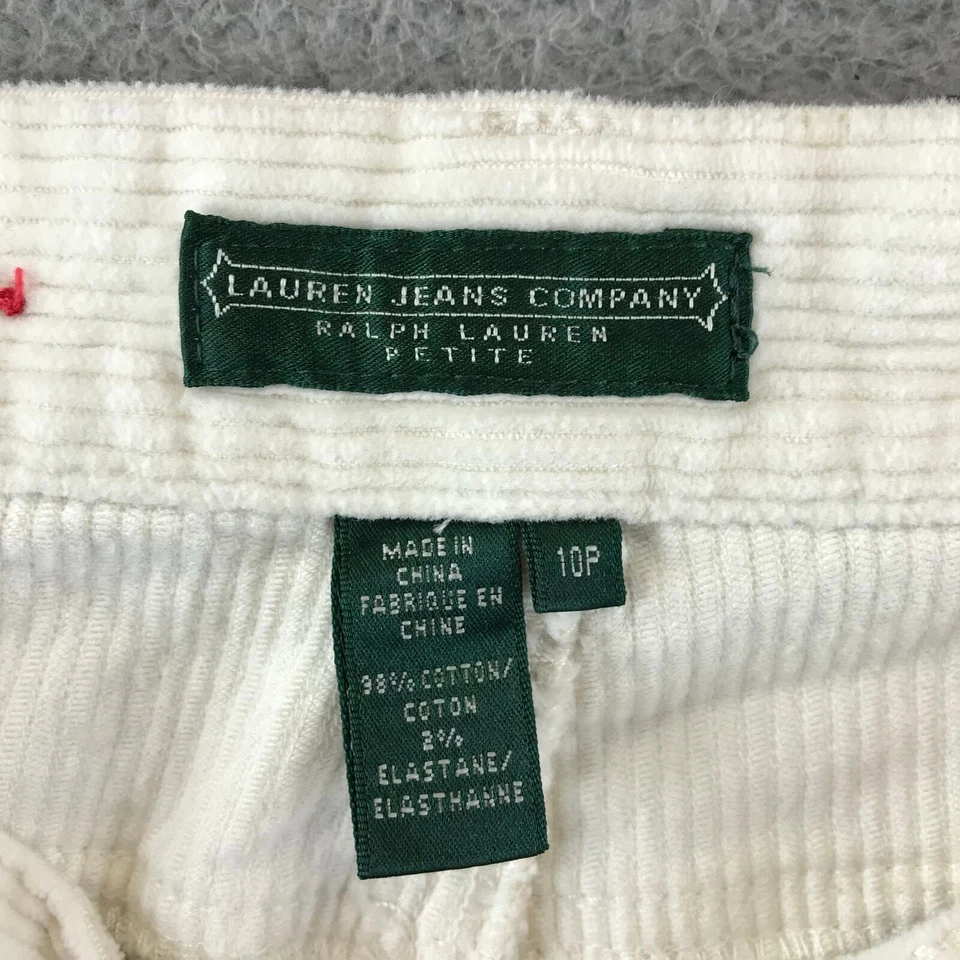 LAUREN JEANS COMPANY
RALPH LAUREN
PETITE
MADE IN
CHINA
FABRIQUE EN
CHINE
98% COTTON/
COTON
2%
ELASTANE/
ELASTHANNE
10P